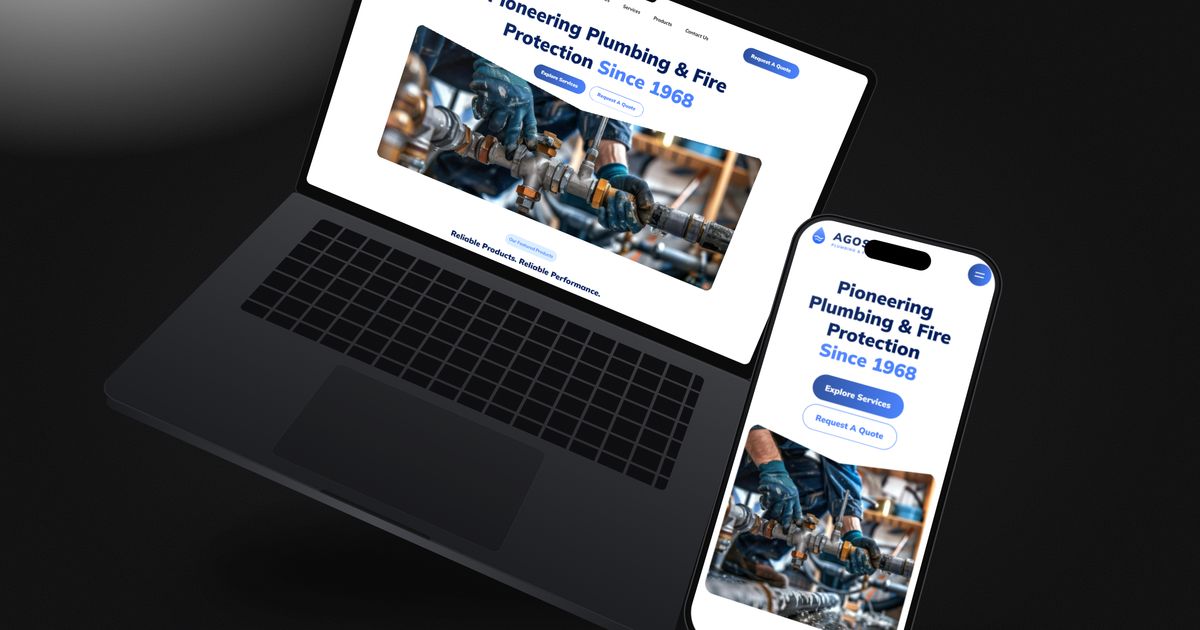 Services
Products
Contact Us
Request A Quote
Pioneering Plumbing & Fire
Protection Since 1968
Explore Services
Request A Quote
Our Featured Products
Reliable Products. Reliable Performance.
Pioneering
Plumbing & Fire
Protection
Since 1968
Explore Services
Request A Quote